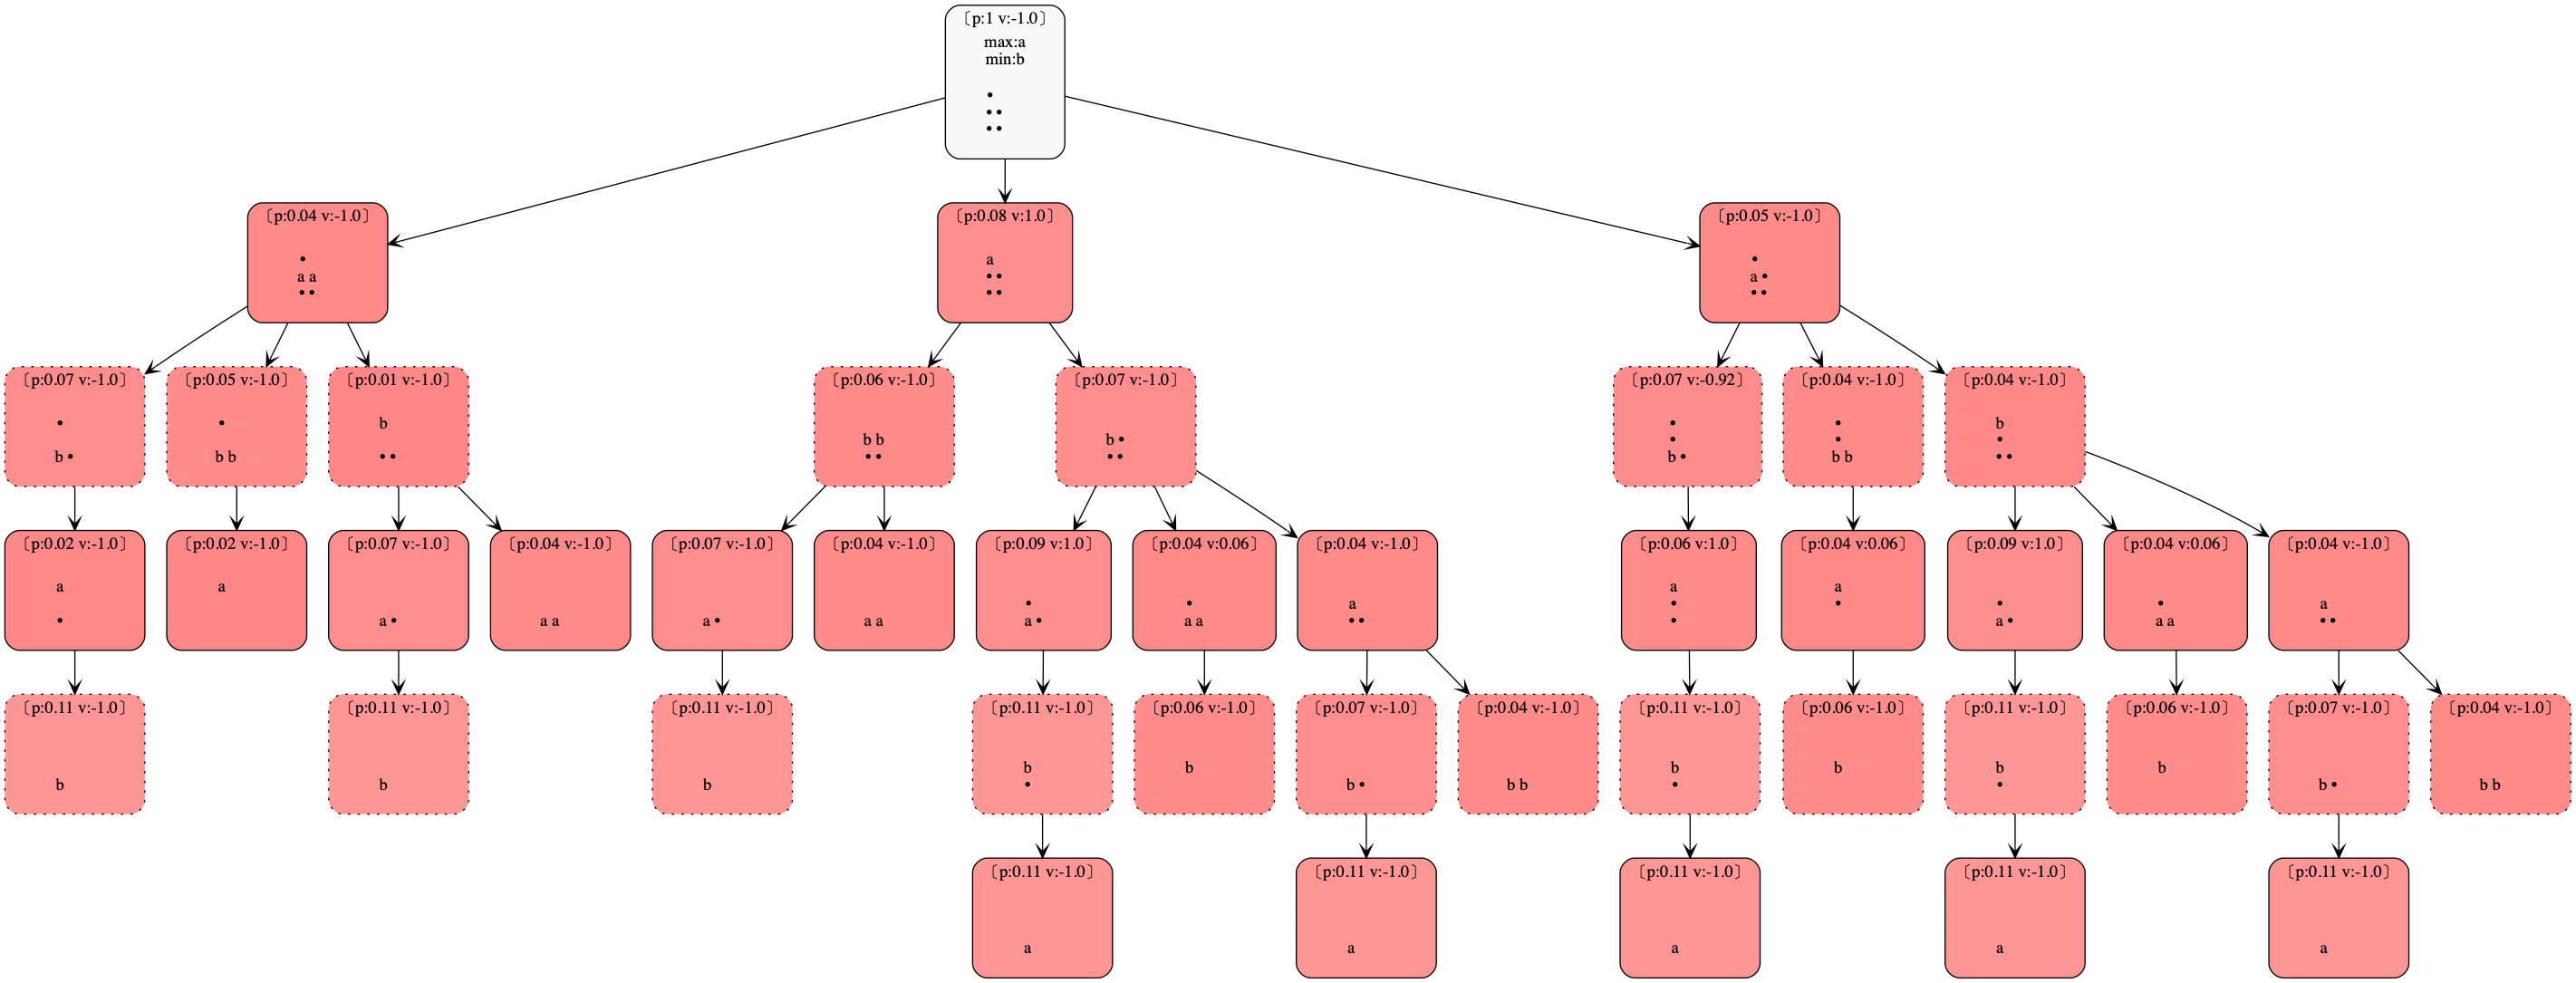 〔p:1 v:-1.0〕
max:a
min:b
•
• •
• •
〔p:0.04 v:-1.0〕
•
a a
• •
〔p:0.08 v:1.0〕
a
• •
• •
〔p:0.05 v:-1.0〕
•
a •
• •
〔p:0.07 v:-1.0〕
•
b •
〔p:0.05 v:-1.0〕
•
b b
〔p:0.01 v:-1.0〕
b
• •
〔p:0.06 v:-1.0〕
b b
• •
〔p:0.07 v:-1.0〕
b •
• •
〔p:0.07 v:-0.92〕
•
•
b •
〔p:0.04 v:-1.0〕
•
•
b b
〔p:0.04 v:-1.0〕
b
•
• •
〔p:0.02 v:-1.0〕
a
•
〔p:0.02 v:-1.0〕
a
〔p:0.07 v:-1.0〕
a •
〔p:0.04 v:-1.0〕
a a
〔p:0.07 v:-1.0〕
a •
〔p:0.04 v:-1.0〕
a a
〔p:0.09 v:1.0〕
•
a •
〔p:0.04 v:0.06〕
•
a a
〔p:0.04 v:-1.0〕
a
• •
〔p:0.06 v:1.0〕
a
•
•
〔p:0.04 v:0.06〕
a
•
〔p:0.09 v:1.0〕
•
a •
〔p:0.04 v:0.06〕
•
a a
〔p:0.04 v:-1.0〕
a
• •
〔p:0.11 v:-1.0〕
b
〔p:0.11 v:-1.0〕
b
〔p:0.11 v:-1.0〕
b
〔p:0.11 v:-1.0〕
b
•
〔p:0.06 v:-1.0〕
b
〔p:0.07 v:-1.0〕
b •
〔p:0.04 v:-1.0〕
b b
〔p:0.11 v:-1.0〕
b
•
〔p:0.06 v:-1.0〕
b
〔p:0.11 v:-1.0〕
b
•
〔p:0.06 v:-1.0〕
b
〔p:0.07 v:-1.0〕
b •
〔p:0.04 v:-1.0〕
b b
〔p:0.11 v:-1.0〕
a
〔p:0.11 v:-1.0〕
a
〔p:0.11 v:-1.0〕
a
〔p:0.11 v:-1.0〕
a
〔p:0.11 v:-1.0〕
a